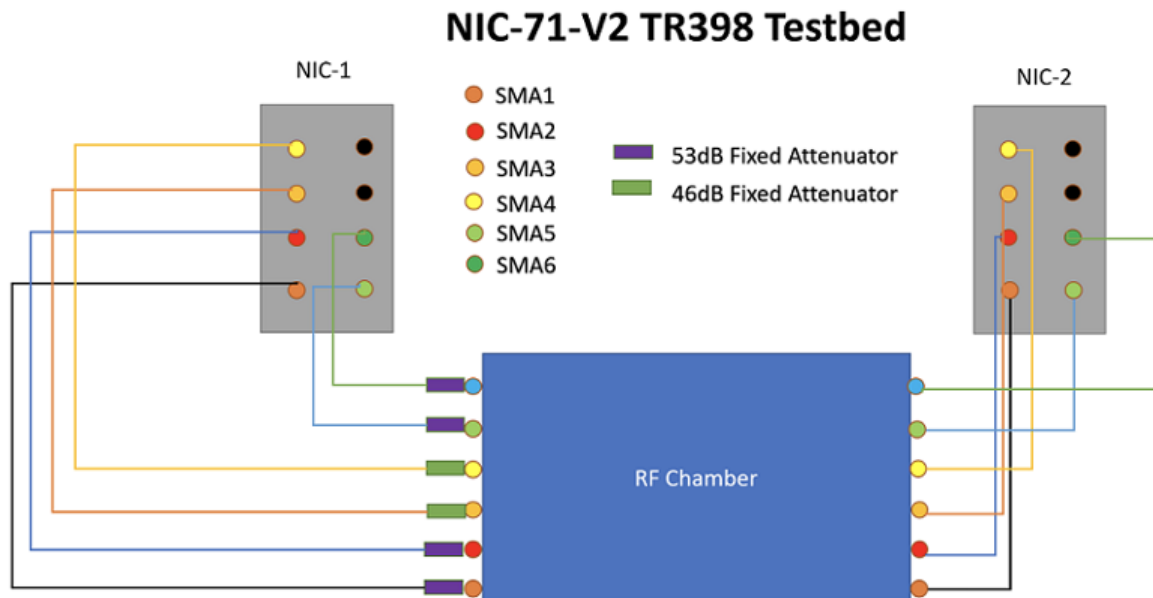 NIC-71-V2 TR398 Testbed
NIC-1
NIC-2
SMA1
SMA2
SMA3
SMA4
SMA5
SMA6
53dB Fixed Attenuator
46dB Fixed Attenuator
RF Chamber